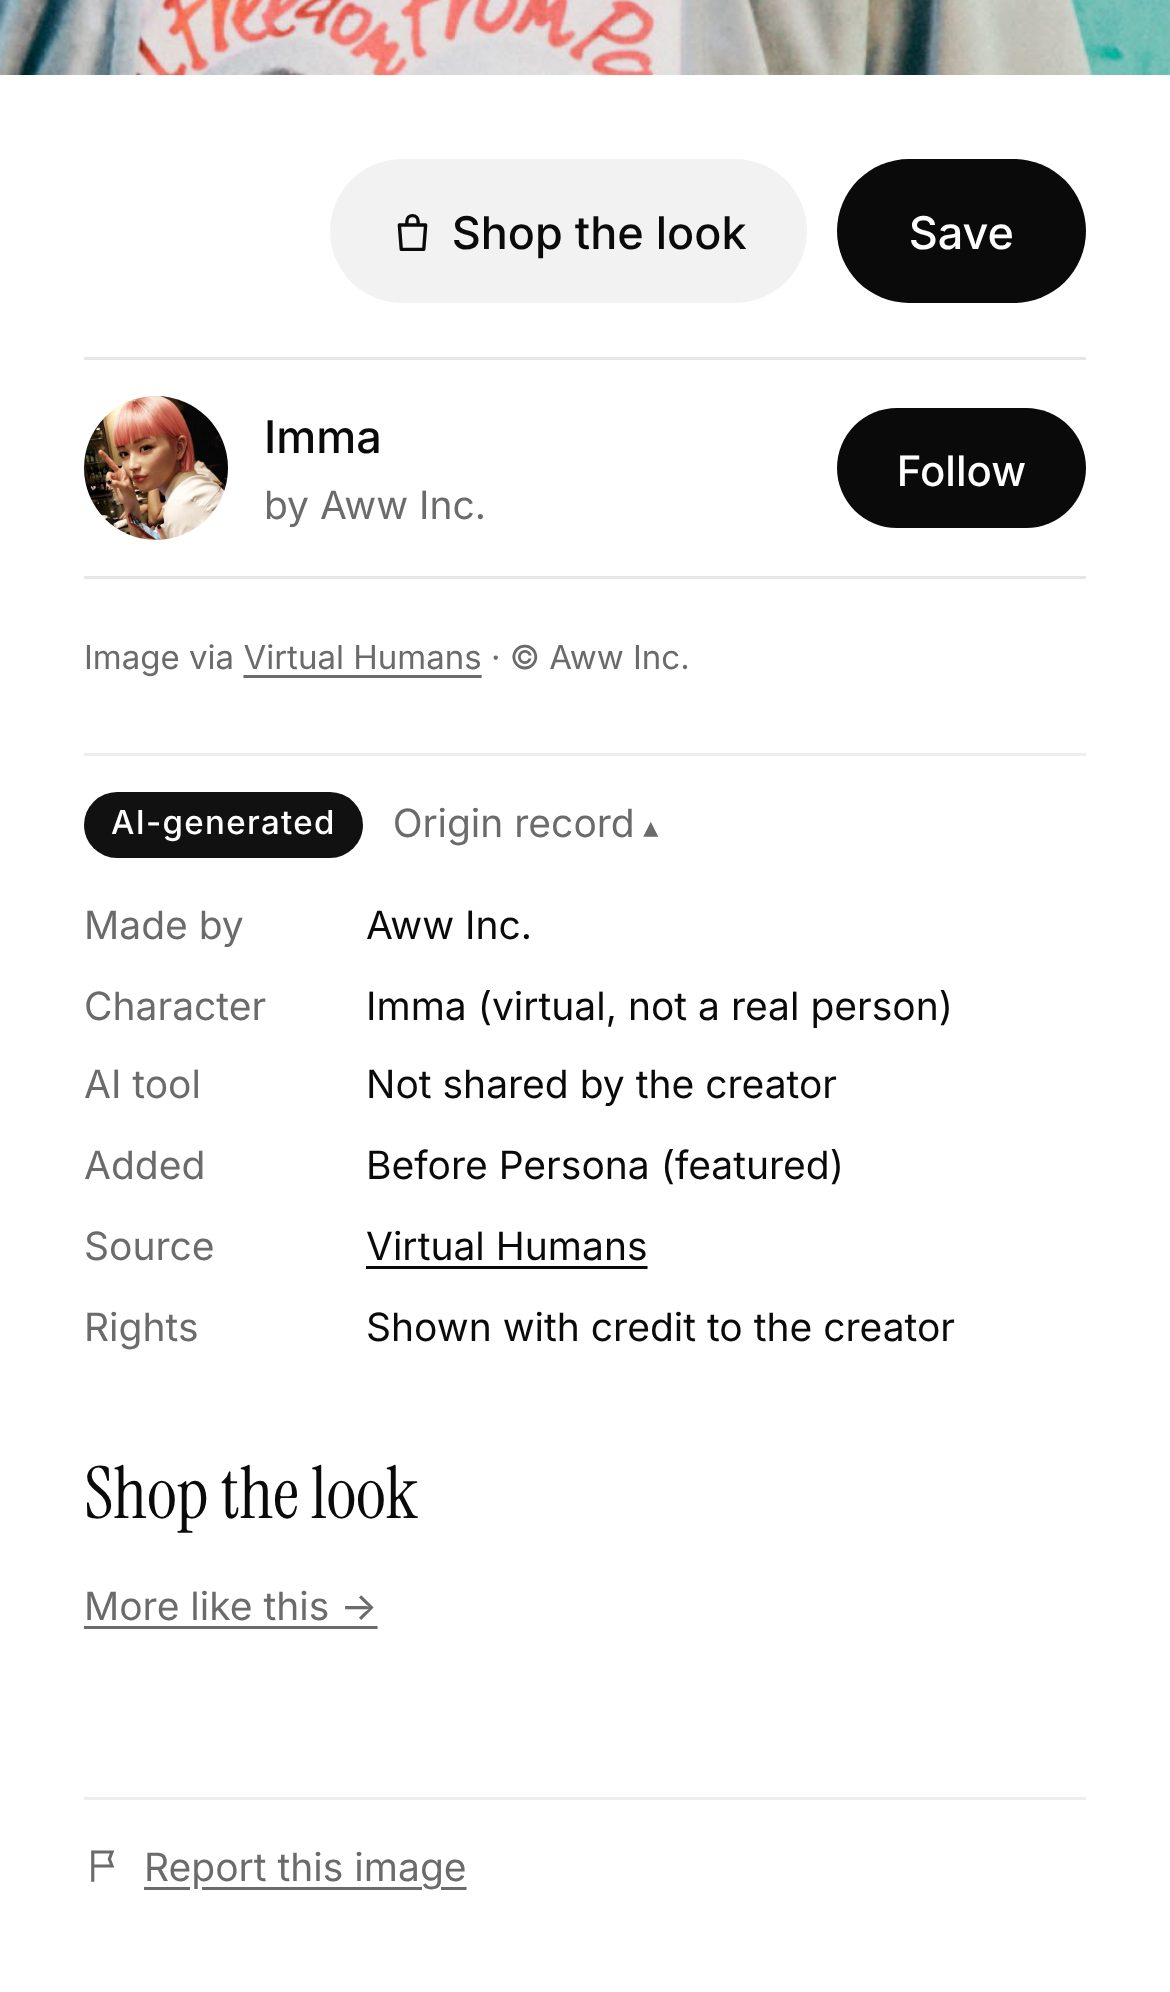 Freedom From Pa
Shop the look
Save
Imma
by Aww Inc.
Follow
Image via Virtual Humans · © Aww Inc.
AI-generated Origin record ▴
Made by Aww Inc.
Character Imma (virtual, not a real person)
AI tool Not shared by the creator
Added Before Persona (featured)
Source Virtual Humans
Rights Shown with credit to the creator
Shop the look
More like this →
Report this image